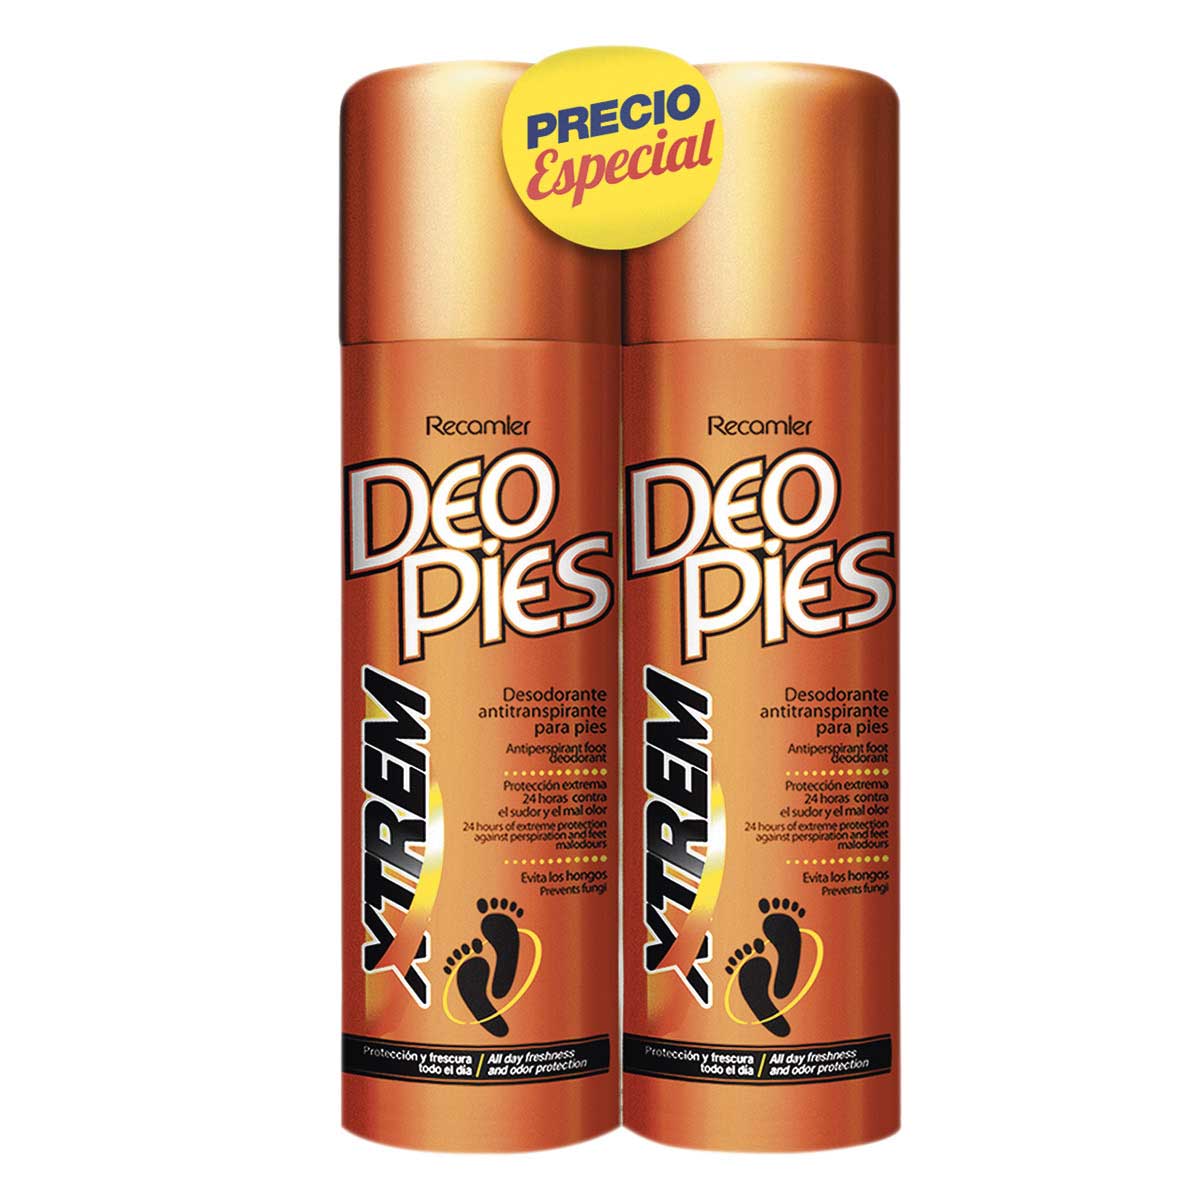 PRECIO
Especial
Recamier
DEO
PiES
XTREM
Desodorante
antitranspirante
para pies
Antiperspirant foot
deodorant
Protección extrema
24 horas contra
el sudor y el mal olor
24 hours of extreme protection
against perspiration and feet
malodours
Evita los hongos
Prevents fungi
Protección y frescura
todo el día / All day freshness
and odor protection
Recamier
DEO
PiES
XTREM
Desodorante
antitranspirante
para pies
Antiperspirant foot
deodorant
Protección extrema
24 horas contra
el sudor y el mal olor
24 hours of extreme protection
against perspiration and feet
malodours
Evita los hongos
Prevents fungi
Protección y frescura
todo el día / All day freshness
and odor protection